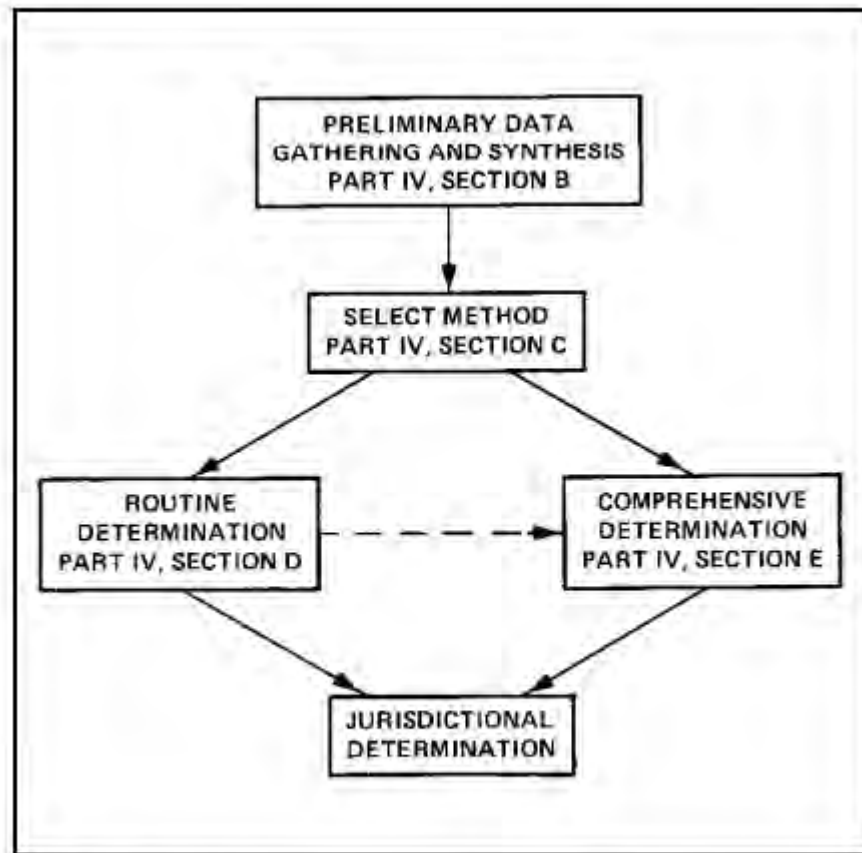 PRELIMINARY DATA
GATHERING AND SYNTHESIS
PART IV, SECTION B
SELECT METHOD
PART IV, SECTION C
ROUTINE
DETERMINATION
PART IV, SECTION D
COMPREHENSIVE
DETERMINATION
PART IV, SECTION E
JURISDICTIONAL
DETERMINATION